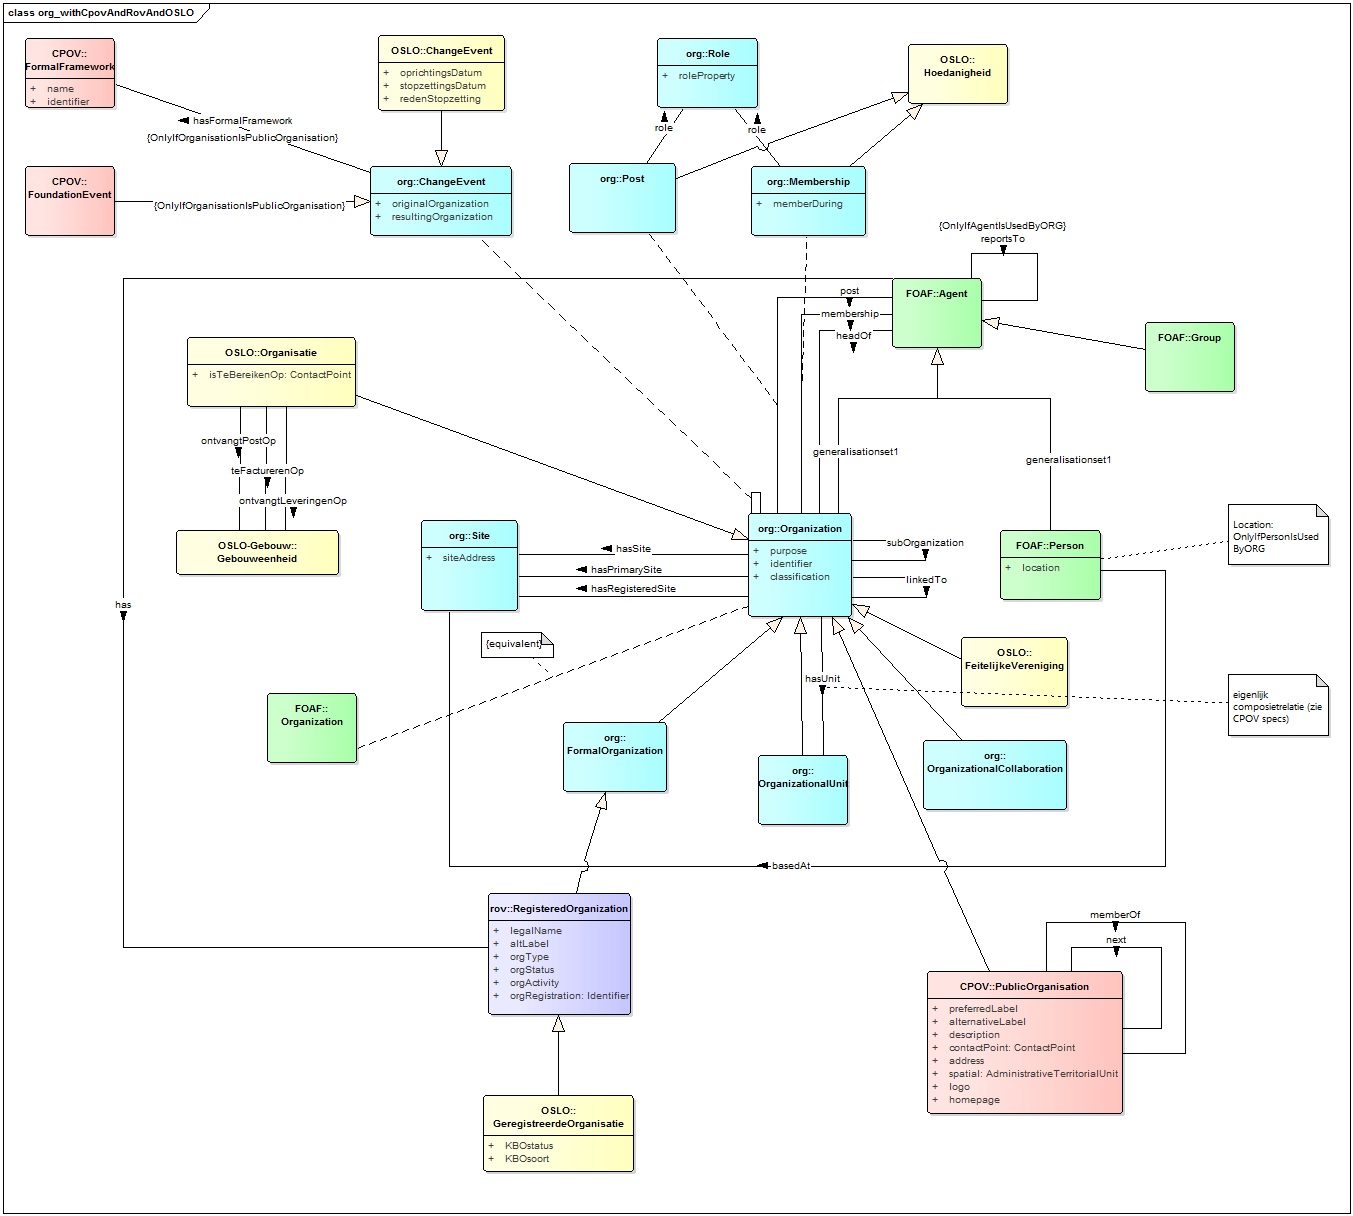 class org_withCpovAndRovAndOSLO
CPOV::
FormalFramework
+ name
+ identifier
OSLO::ChangeEvent
+ oprichtingsDatum
+ stopzettingsDatum
+ redenStopzetting
org::Role
+ roleProperty
OSLO::
Hoedanigheid
hasFormalFramework
{OnlyIfOrganisationIsPublicOrganisation}
role
role
CPOV::
FoundationEvent
{OnlyIfOrganisationIsPublicOrganisation}
org::ChangeEvent
+ originalOrganization
+ resultingOrganization
org::Post
org::Membership
+ memberDuring
{OnlyIfAgentIsUsedByORG}
reportsTo
post
membership
headOf
FOAF::Agent
FOAF::Group
OSLO::Organisatie
+ isTeBereikenOp: ContactPoint
ontvangtPostOp
teFacturerenOp
ontvangtLeveringenOp
generalisationset1
generalisationset1
OSLO-Gebouw::
Gebouweenheid
org::Site
+ siteAddress
hasSite
hasPrimarySite
hasRegisteredSite
org::Organization
+ purpose
+ identifier
+ classification
subOrganization
linkedTo
FOAF::Person
+ location
Location:
OnlyIfPersonIsUsed
ByORG
has
{equivalent}
OSLO::
FeitelijkeVereniging
hasUnit
eigenlijk
composietrelatie (zie
CPOV specs)
FOAF::
Organization
org::
FormalOrganization
org::
OrganizationalUnit
org::
OrganizationalCollaboration
basedAt
rov::RegisteredOrganization
+ legalName
+ altLabel
+ orgType
+ orgStatus
+ orgActivity
+ orgRegistration: Identifier
memberOf
next
CPOV::PublicOrganisation
+ preferredLabel
+ alternativeLabel
+ description
+ contactPoint: ContactPoint
+ address
+ spatial: AdministrativeTerritorialUnit
+ logo
+ homepage
OSLO::
GeregistreerdeOrganisatie
+ KBOstatus
+ KBOsoort